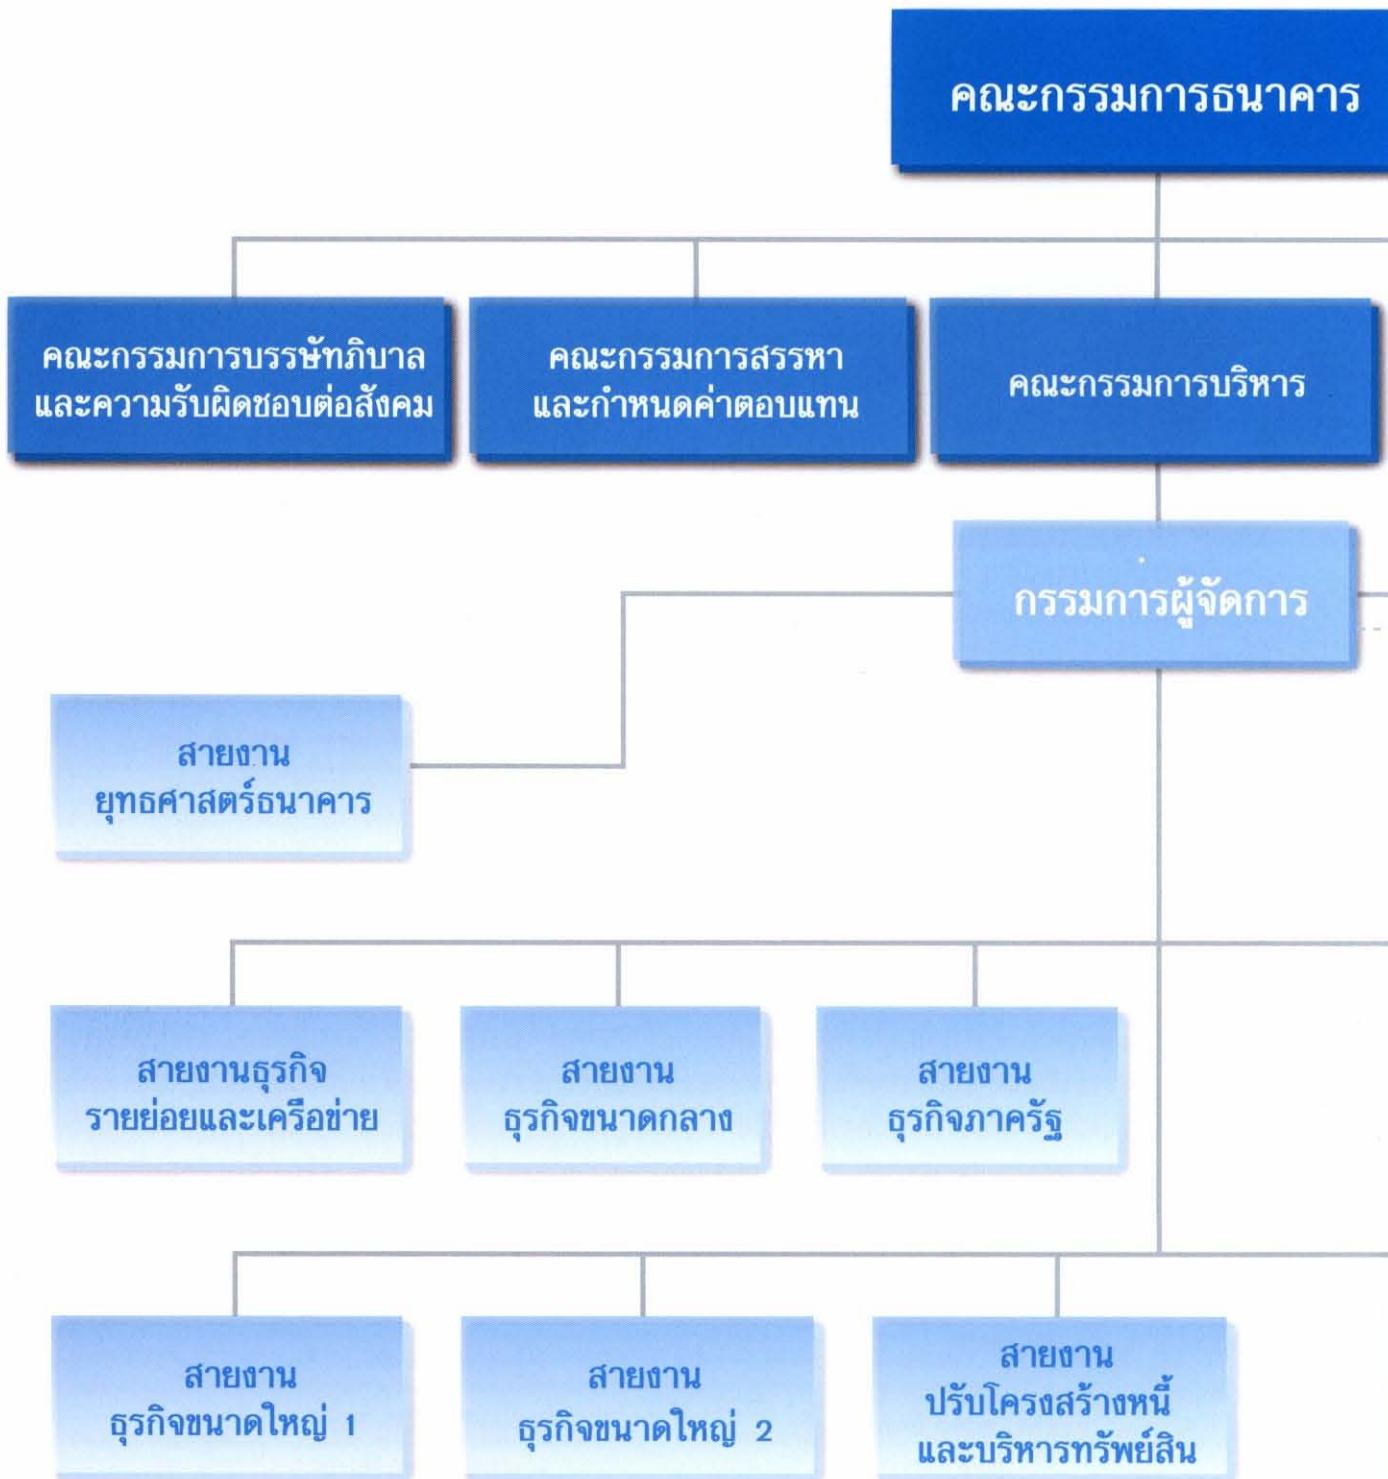 คณะกรรมการธนาคาร
คณะกรรมการบรรษัทภิบาล
และความรับผิดชอบต่อสังคม
คณะกรรมการสรรหา
และกำหนดค่าตอบแทน
คณะกรรมการบริหาร
กรรมการผู้จัดการ
สายงาน
ยุทธศาสตร์ธนาคาร
สายงานธุรกิจ
รายย่อยและเครือข่าย
สายงาน
ธุรกิจขนาดกลาง
สายงาน
ธุรกิจภาครัฐ
สายงาน
ธุรกิจขนาดใหญ่ 1
สายงาน
ธุรกิจขนาดใหญ่ 2
สายงาน
ปรับโครงสร้างหนี้
และบริหารทรัพย์สิน